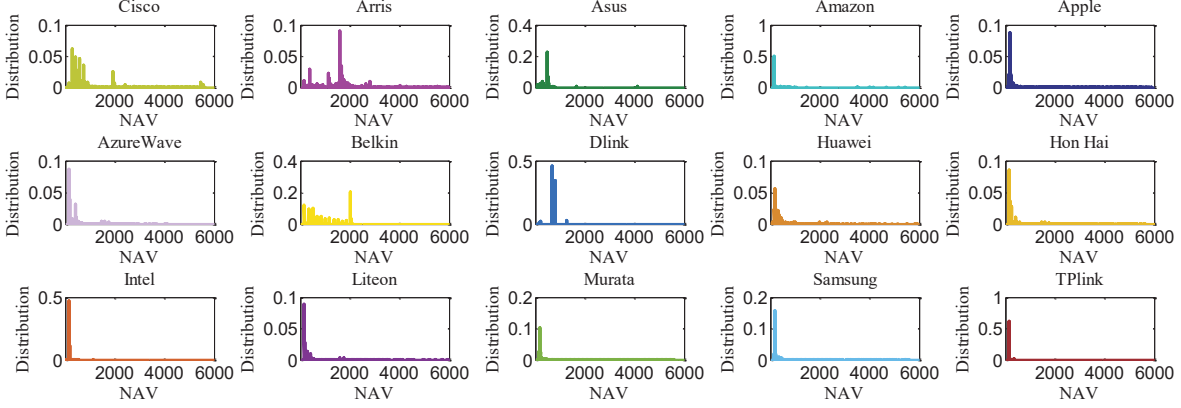 Cisco Arris Asus Amazon Apple
0.1 0.1 0.4 1 0.1
Distribution Distribution Distribution Distribution Distribution
0.05 0.05 0.2 0.5 0.05
0 0 0 0 0
2000 4000 6000 2000 4000 6000 2000 4000 6000 2000 4000 6000 2000 4000 6000
NAV NAV NAV NAV NAV
AzureWave Belkin Dlink Huawei Hon Hai
0.1 0.4 0.5 0.1 0.1
Distribution Distribution Distribution Distribution Distribution
0.05 0.2 0.05 0.05
0 0 0 0 0
2000 4000 6000 2000 4000 6000 2000 4000 6000 2000 4000 6000 2000 4000 6000
NAV NAV NAV NAV NAV
Intel Liteon Murata Samsung TPlink
0.5 0.1 0.2 0.2 1
Distribution Distribution Distribution Distribution Distribution
0.05 0.1 0.1 0.5
0 0 0 0 0
2000 4000 6000 2000 4000 6000 2000 4000 6000 2000 4000 6000 2000 4000 6000
NAV NAV NAV NAV NAV